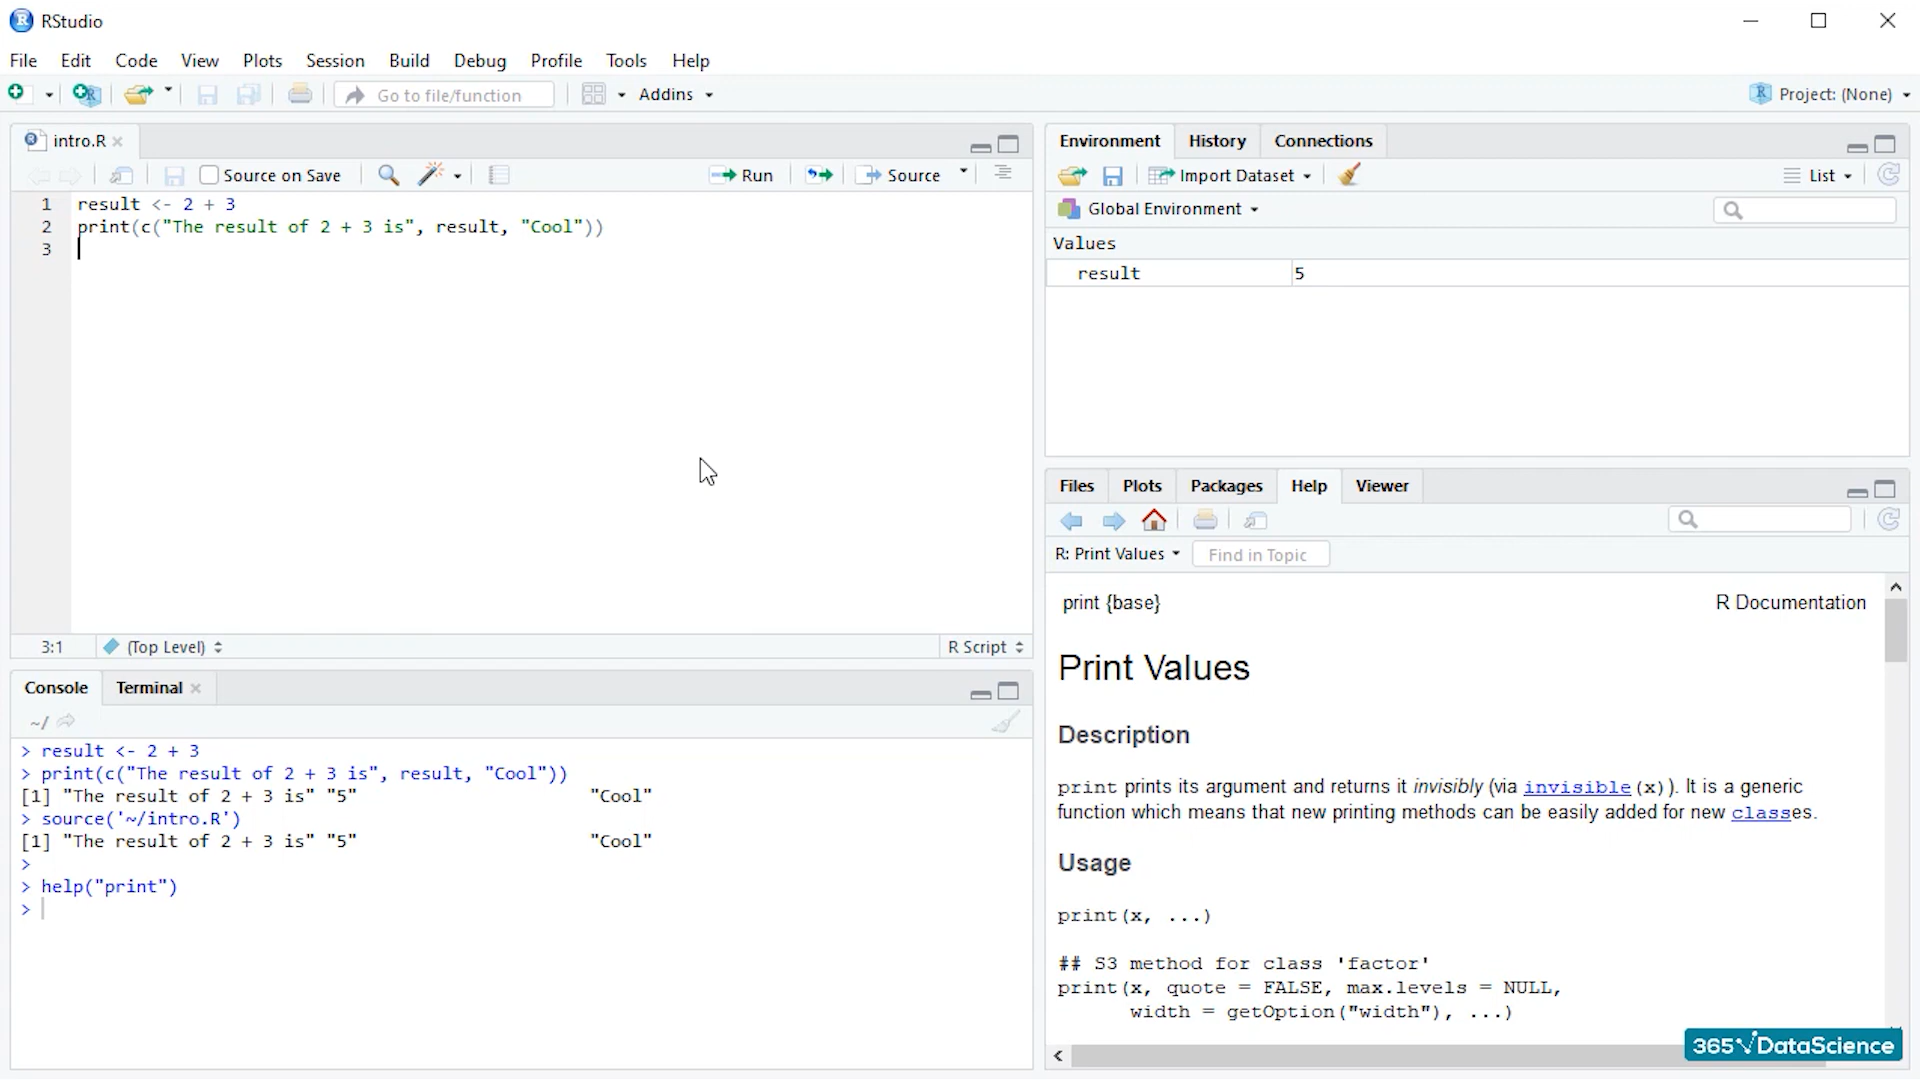 RStudio
File Edit Code View Plots Session Build Debug Profile Tools Help
Go to file/function Addins Project: (None)
intro.R
Source on Save Run Source
1 result <- 2 + 3
2 print(c("The result of 2 + 3 is", result, "Cool"))
3
3:1 (Top Level) R Script
Console Terminal
~/
> result <- 2 + 3
> print(c("The result of 2 + 3 is", result, "Cool"))
[1] "The result of 2 + 3 is" "5" "Cool"
> source('~/intro.R')
[1] "The result of 2 + 3 is" "5" "Cool"
>
> help("print")
>
Environment History Connections
Import Dataset List
Global Environment
Values
result 5
Files Plots Packages Help Viewer
R: Print Values Find in Topic
print {base} R Documentation
Print Values
Description
print prints its argument and returns it invisibly (via invisible(x)). It is a generic
function which means that new printing methods can be easily added for new classes.
Usage
print(x, ...)
## S3 method for class 'factor'
print(x, quote = FALSE, max.levels = NULL,
width = getOption("width"), ...)
365√DataScience